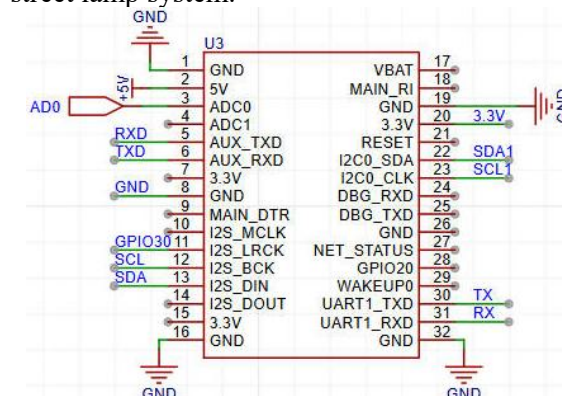 street lamp system.
GND
U3
1 GND VBAT 17
+5V 2 5V MAIN_RI 18
AD0 3 ADC0 GND 19 GND
4 ADC1 3.3V 20 3.3V
RXD 5 AUX_TXD RESET 21
TXD 6 AUX_RXD I2C0_SDA 22 SDA1
7 3.3V I2C0_CLK 23 SCL1
GND 8 GND DBG_RXD 24
9 MAIN_DTR DBG_TXD 25
10 I2S_MCLK GND 26
GPIO30 11 I2S_LRCK NET_STATUS 27
SCL 12 I2S_BCK GPIO20 28
SDA 13 I2S_DIN WAKEUP0 29
14 I2S_DOUT UART1_TXD 30 TX
15 3.3V UART1_RXD 31 RX
16 GND GND 32
GND GND